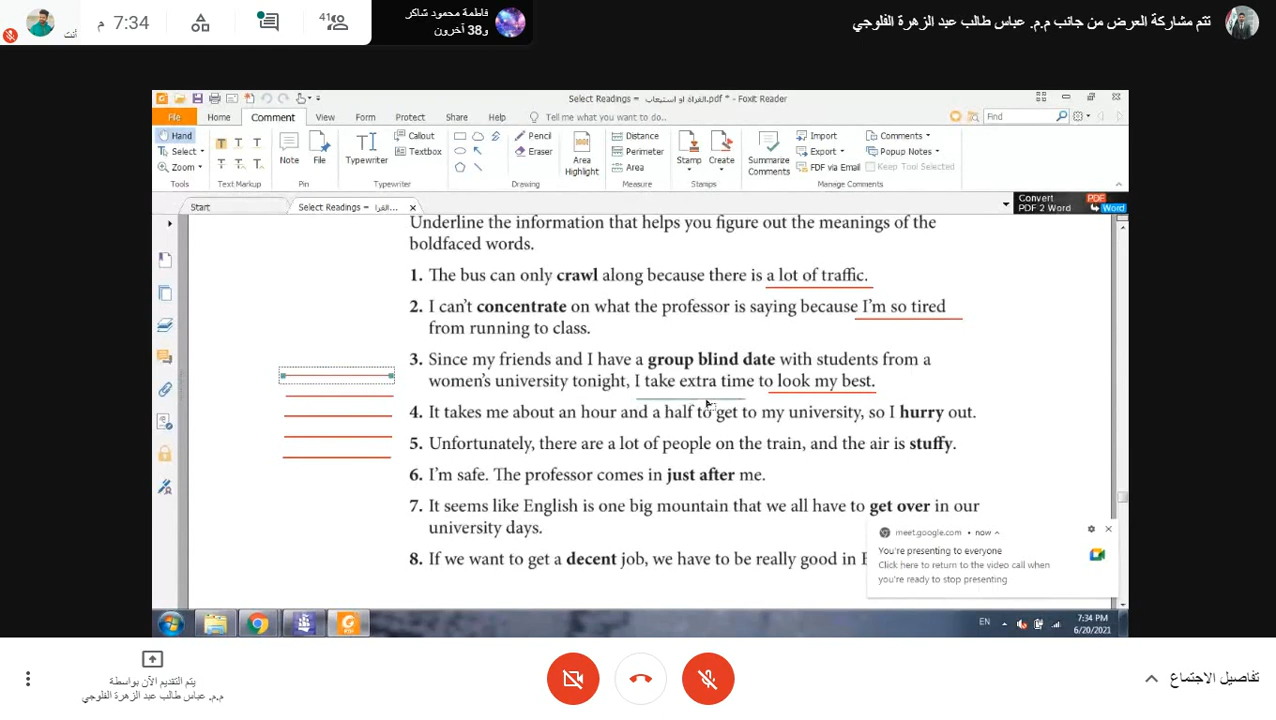 فاطمة محمود شاكر
و38 آخرون
41
7:34 م
أنت
تتم مشاركة العرض من جانب م.م. عباس طالب عبد الزهرة الفلوجي
Select Readings = القراة او استيعاب.pdf * - Foxit Reader
File Home Comment View Form Protect Share Help Tell me what you want to do... Find
Hand
Select
Zoom
Tools
Text Markup
Note
File
Pin
Typewriter
Callout
Textbox
Typewriter
Pencil
Eraser
Drawing
Area Highlight
Distance
Perimeter
Area
Measure
Stamp
Create
Stamps
Summarize Comments
Import
Export
FDF via Email
Comments
Popup Notes
Keep Tool Selected
Manage Comments
Start
Select Readings = القرا...
Convert PDF
PDF 2 Word Word
Underline the information that helps you figure out the meanings of the
boldfaced words.
1. The bus can only crawl along because there is a lot of traffic.
2. I can't concentrate on what the professor is saying because I'm so tired
from running to class.
3. Since my friends and I have a group blind date with students from a
women's university tonight, I take extra time to look my best.
4. It takes me about an hour and a half to get to my university, so I hurry out.
5. Unfortunately, there are a lot of people on the train, and the air is stuffy.
6. I'm safe. The professor comes in just after me.
7. It seems like English is one big mountain that we all have to get over in our
university days.
8. If we want to get a decent job, we have to be really good in E
meet.google.com • now
You're presenting to everyone
Click here to return to the video call when
you're ready to stop presenting
EN
7:34 PM
6/20/2021
يتم التقديم الآن بواسطة
م.م. عباس طالب عبد الزهرة الفلوجي
تفاصيل الاجتماع